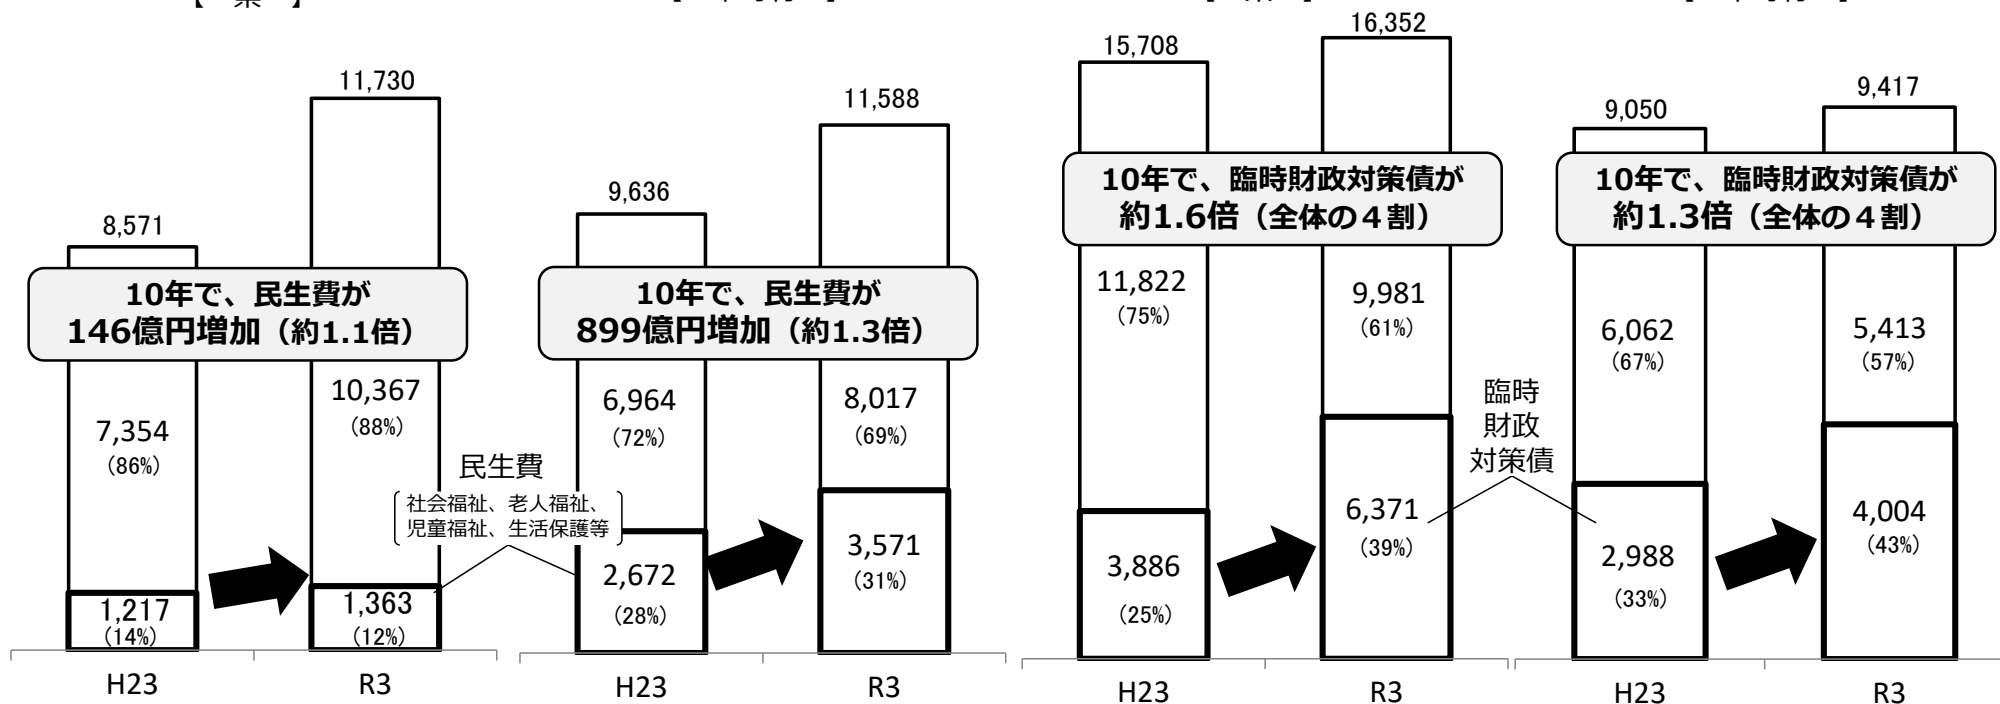 8,571
11,730
10年で、民生費が
146億円増加（約1.1倍）
7,354
（86%）
10,367
（88%）
1,217
（14%）
1,363
（12%）
H23
R3
民生費
社会福祉、老人福祉、
児童福祉、生活保護等
9,636
11,588
10年で、民生費が
899億円増加（約1.3倍）
6,964
（72%）
8,017
（69%）
2,672
（28%）
3,571
（31%）
H23
R3
15,708
16,352
10年で、臨時財政対策債が
約1.6倍（全体の４割）
11,822
（75%）
9,981
（61%）
3,886
（25%）
6,371
（39%）
H23
R3
臨時
財政
対策債
9,050
9,417
10年で、臨時財政対策債が
約1.3倍（全体の４割）
6,062
（67%）
5,413
（57%）
2,988
（33%）
4,004
（43%）
H23
R3